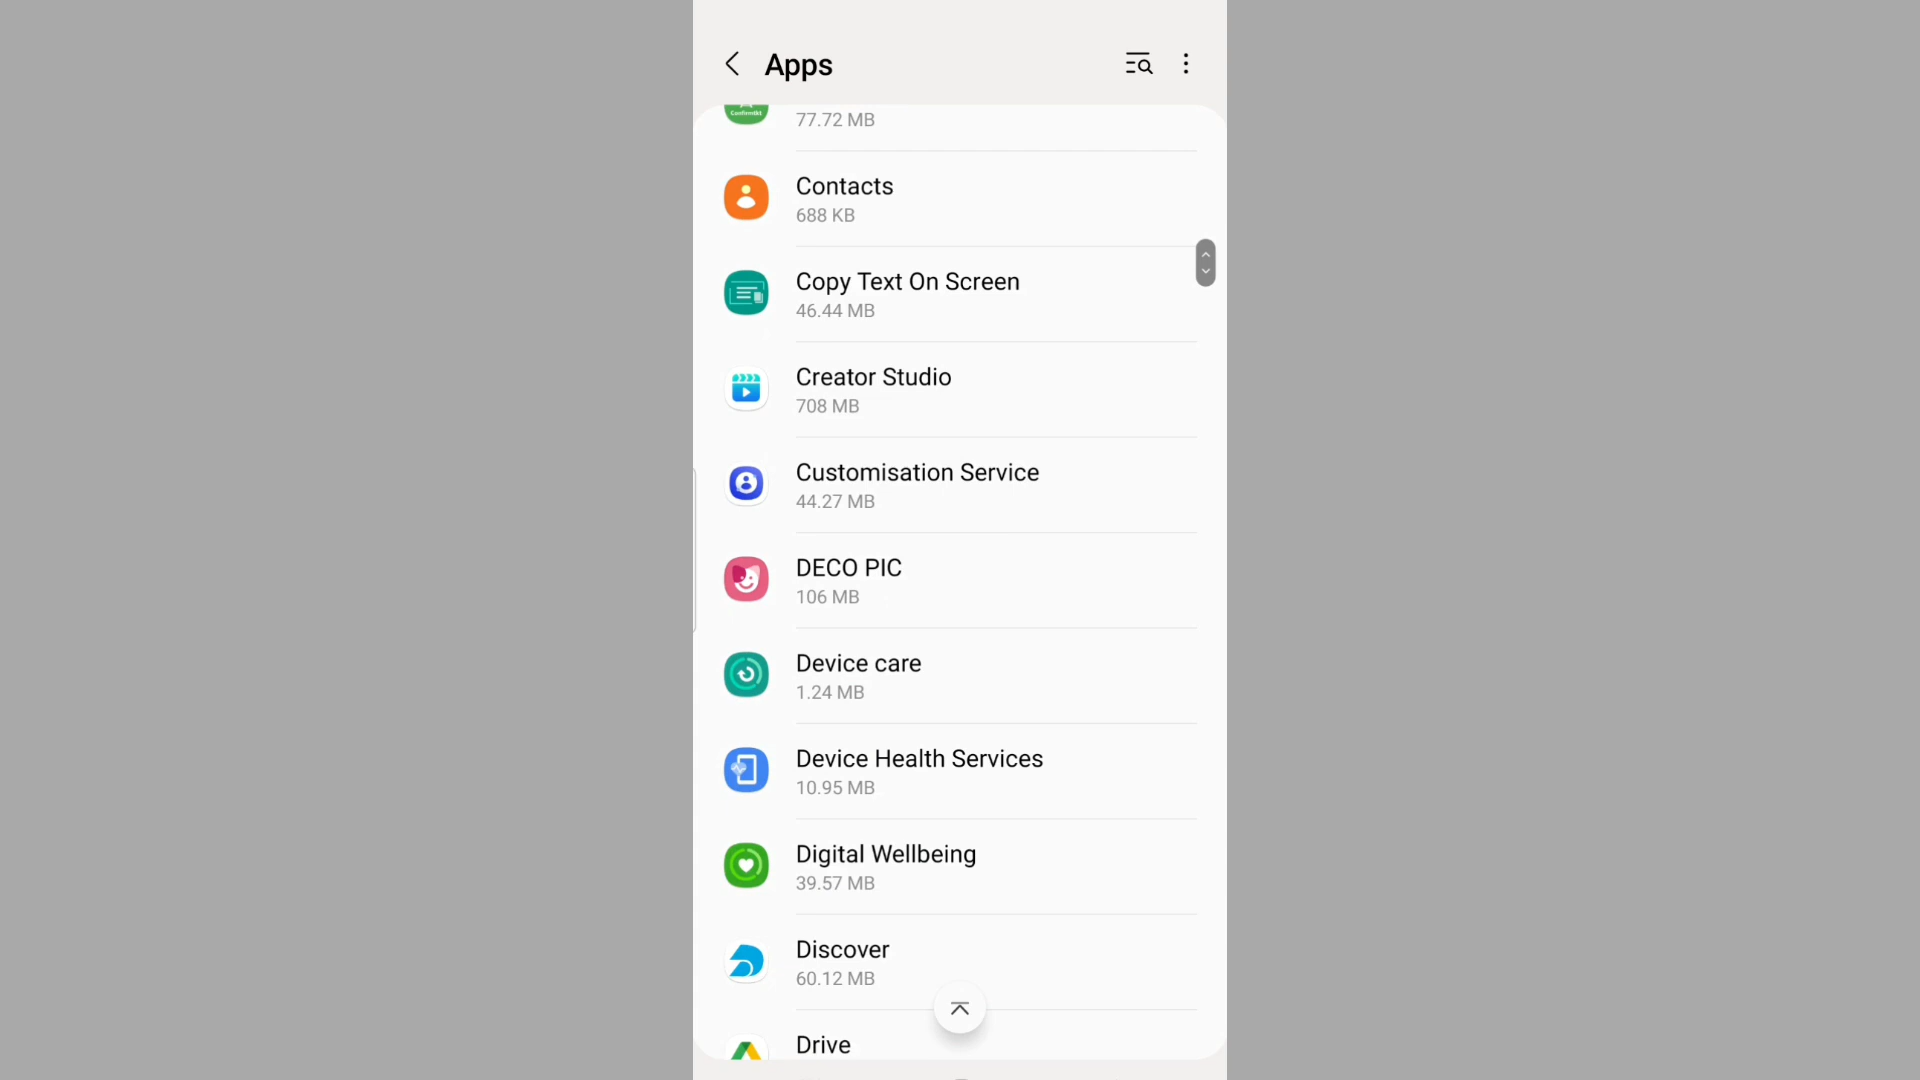 Apps
Confirmtkt
77.72 MB
Contacts
688 KB
Copy Text On Screen
46.44 MB
Creator Studio
708 MB
Customisation Service
44.27 MB
DECO PIC
106 MB
Device care
1.24 MB
Device Health Services
10.95 MB
Digital Wellbeing
39.57 MB
Discover
60.12 MB
Drive